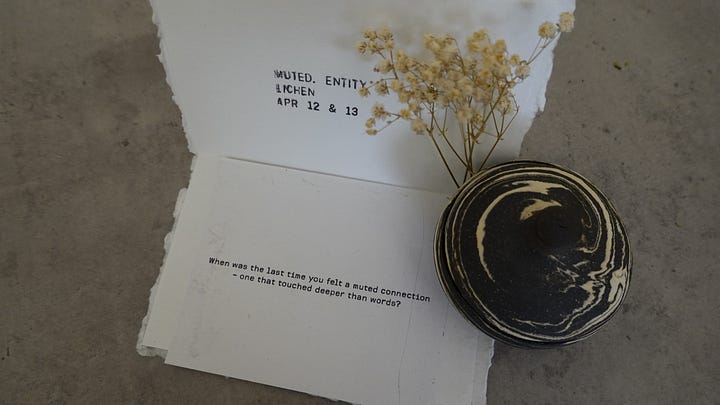 MUTED. ENTITY
LICHEN
APR 12 & 13
When was the last time you felt a muted connection
– one that touched deeper than words?